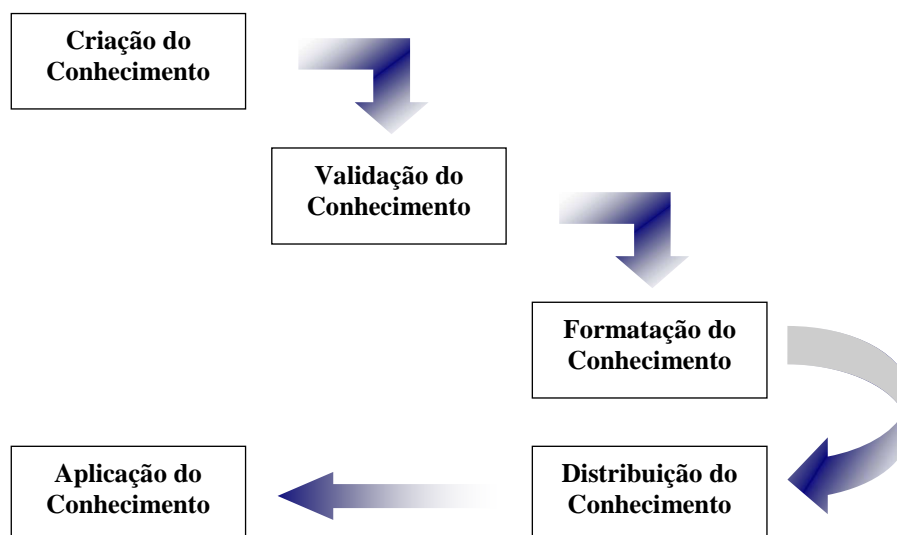 Criação do
Conhecimento
Validação do
Conhecimento
Formatação do
Conhecimento
Distribuição do
Conhecimento
Aplicação do
Conhecimento